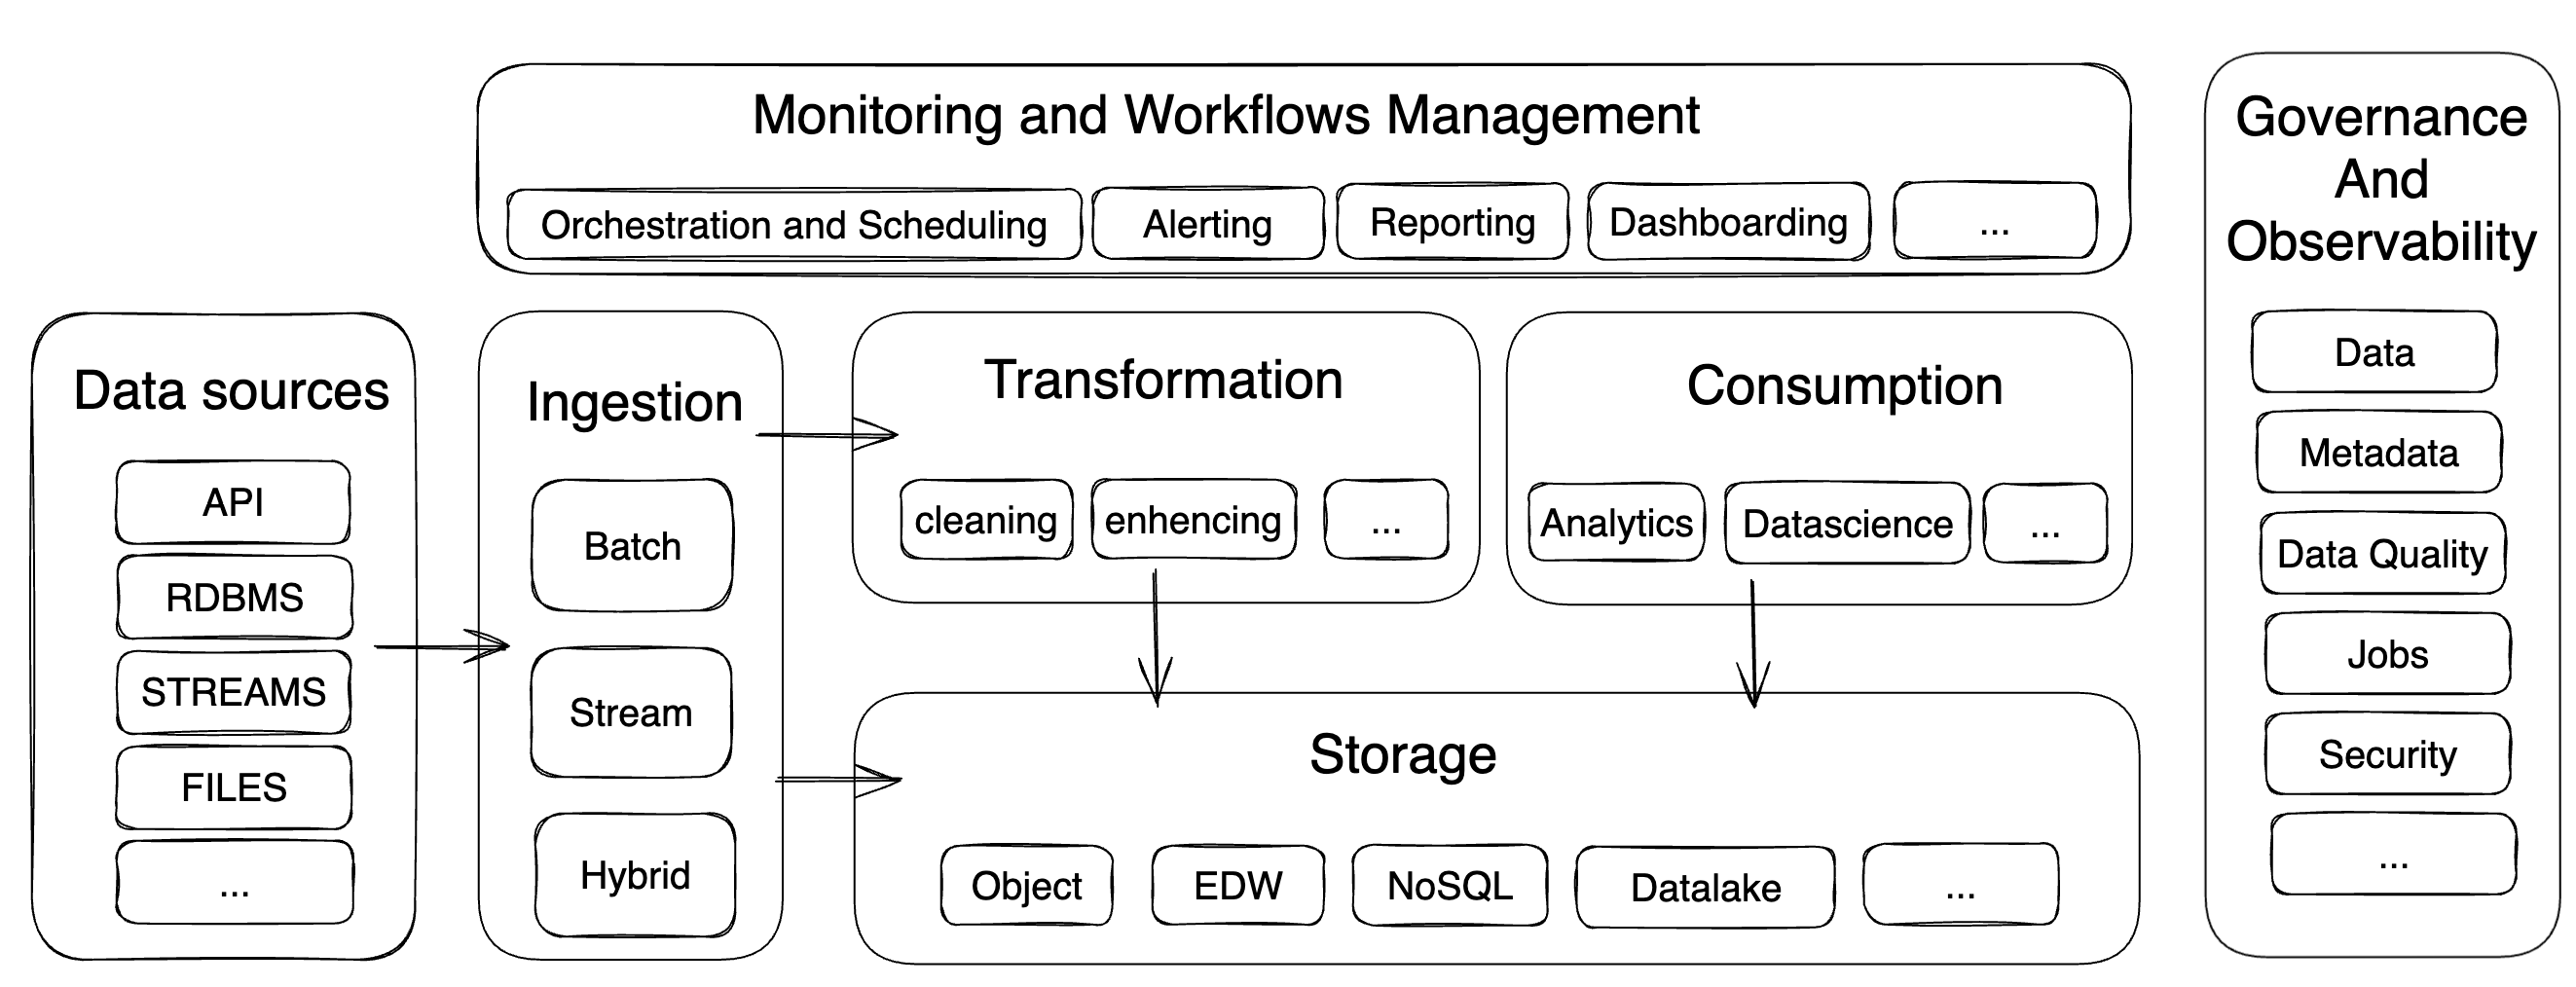 Monitoring and Workflows Management
Orchestration and Scheduling
Alerting
Reporting
Dashboarding
...
Data sources
API
RDBMS
STREAMS
FILES
...
Ingestion
Batch
Stream
Hybrid
Transformation
cleaning
enhencing
...
Consumption
Analytics
Datascience
...
Storage
Object
EDW
NoSQL
Datalake
...
Governance
And
Observability
Data
Metadata
Data Quality
Jobs
Security
...